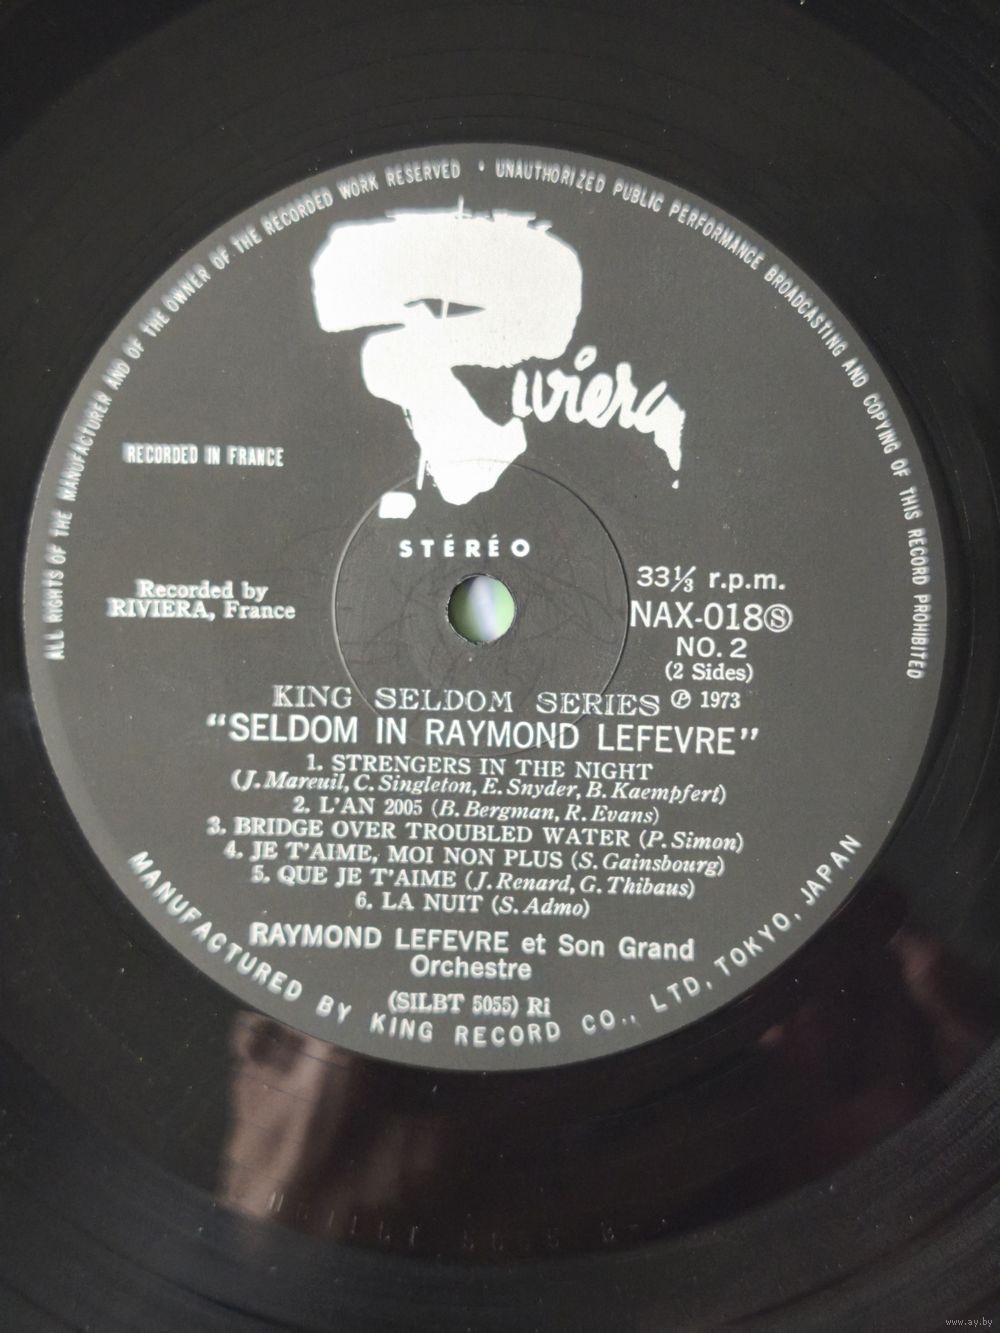 ALL RIGHTS OF THE MANUFACTURER AND OF THE OWNER OF THE RECORDED WORK RESERVED • UNAUTHORIZED PUBLIC PERFORMANCE BROADCASTING AND COPYING OF THIS RECORD PROHIBITED
Riviera
RECORDED IN FRANCE
STÉRÉO
Recorded by
RIVIERA, France
33⅓ r.p.m.
NAX-018Ⓢ
NO. 2
(2 Sides)
KING SELDOM SERIES ℗ 1973
"SELDOM IN RAYMOND LEFEVRE"
1. STRENGERS IN THE NIGHT
(J. Mareuil, C. Singleton, E. Snyder, B. Kaempfert)
2. L'AN 2005 (B. Bergman, R. Evans)
3. BRIDGE OVER TROUBLED WATER (P. Simon)
4. JE T'AIME, MOI NON PLUS (S. Gainsbourg)
5. QUE JE T'AIME (J. Renard, G. Thibaus)
6. LA NUIT (S. Admo)
RAYMOND LEFEVRE et Son Grand
Orchestre
(SILBT 5055) Ri
MANUFACTURED BY KING RECORD CO., LTD, TOKYO, JAPAN
www.ay.by